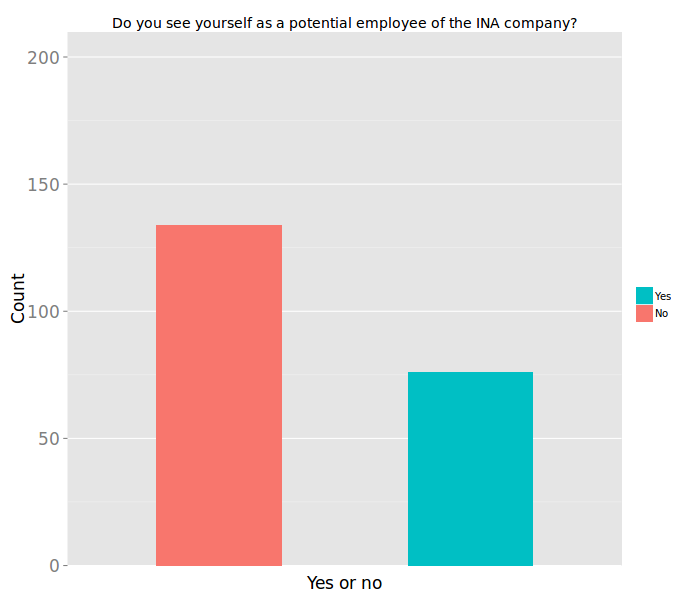 Do you see yourself as a potential employee of the INA company?
200
150
100
50
0
Count
Yes or no
Yes
No